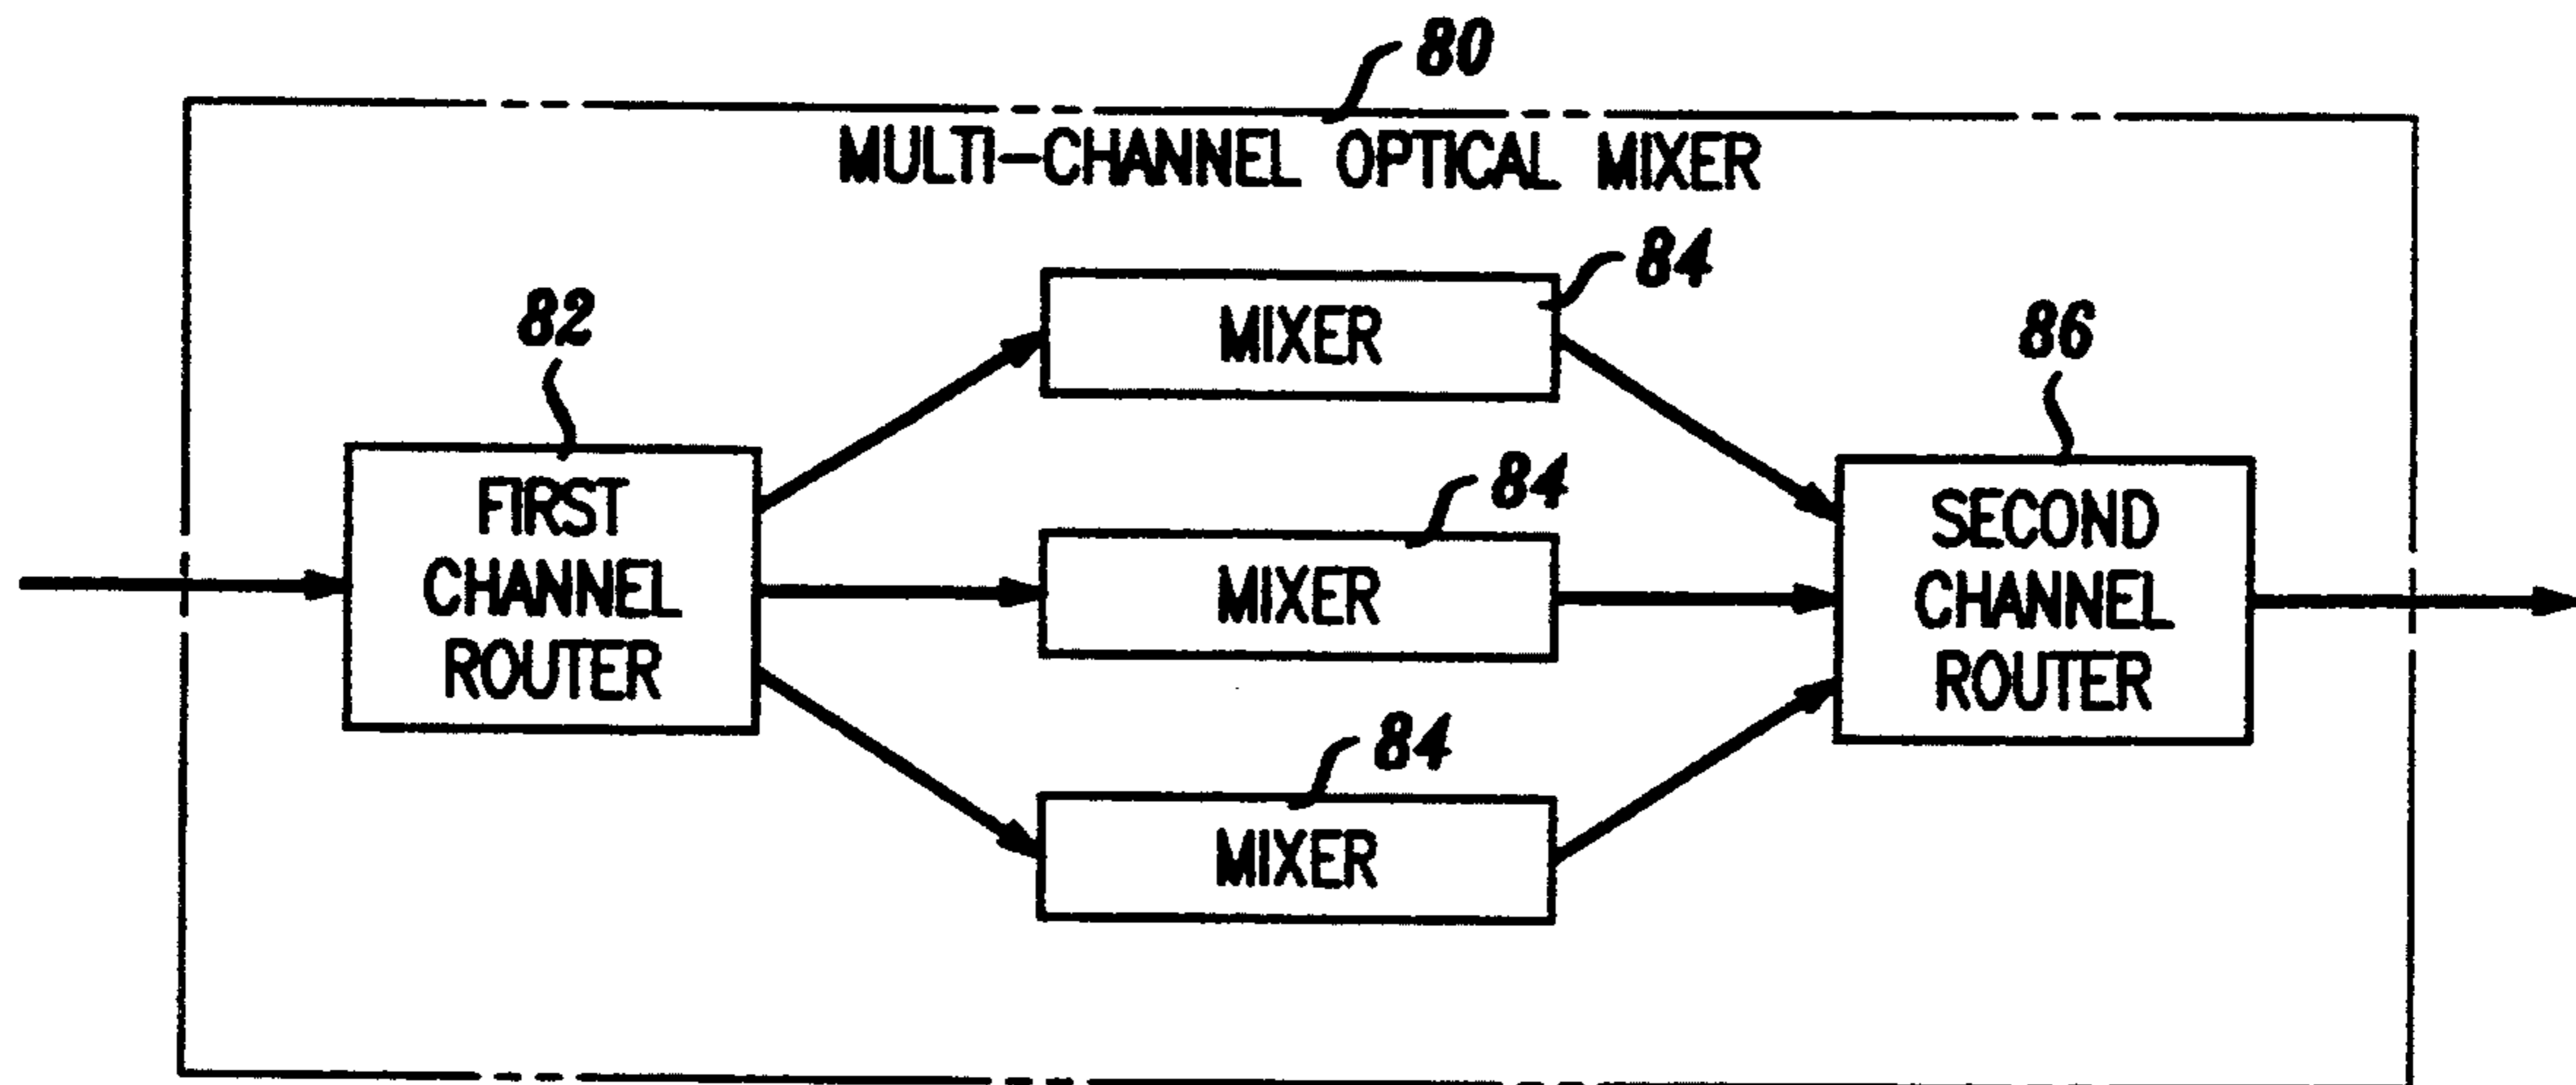 80
MULTI-CHANNEL OPTICAL MIXER
84
MIXER
82
FIRST
CHANNEL
ROUTER
84
MIXER
84
MIXER
86
SECOND
CHANNEL
ROUTER